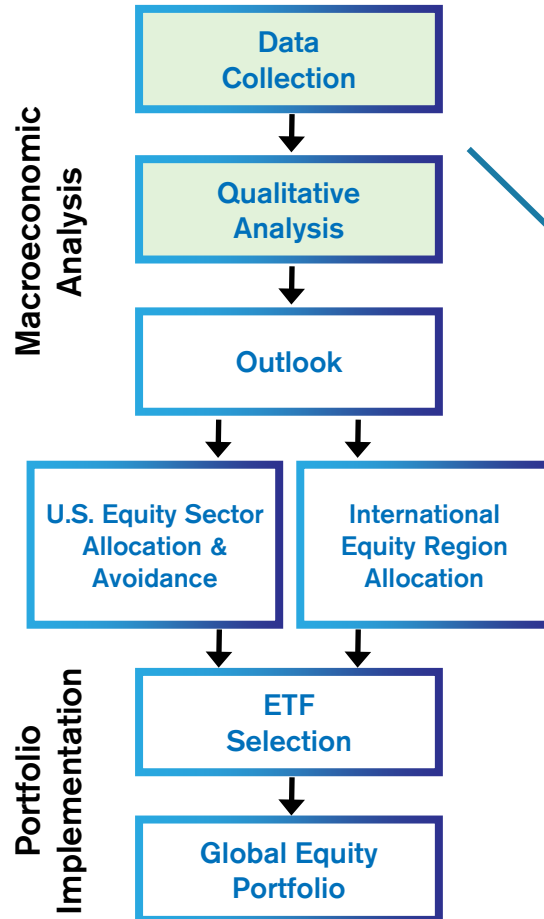 Macroeconomic
Analysis
Data
Collection
Qualitative
Analysis
Outlook
U.S. Equity Sector
Allocation &
Avoidance
International
Equity Region
Allocation
Portfolio
Implementation
ETF
Selection
Global Equity
Portfolio